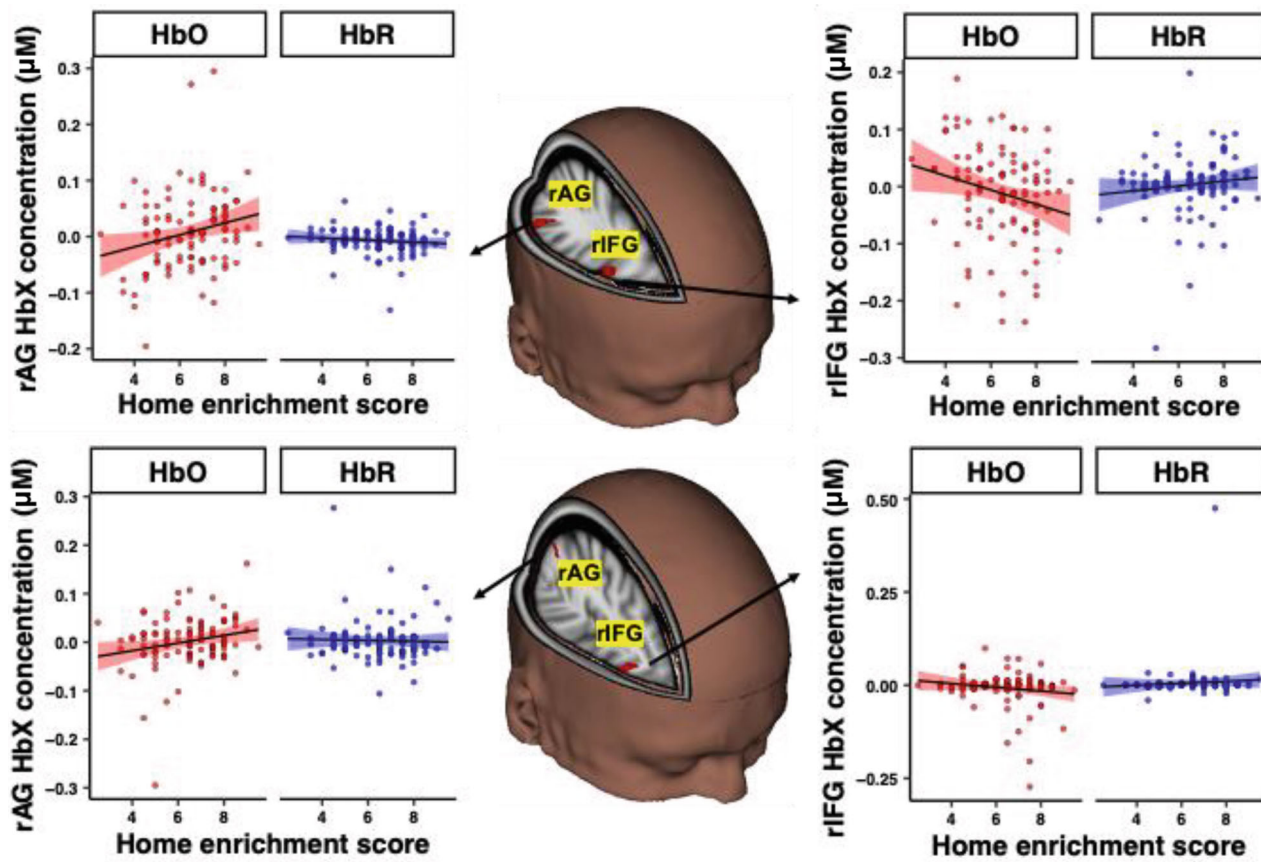 HbO
HbR
rAG HbX concentration (µM)
0.3
0.2
0.1
0.0
−0.1
−0.2
4 6 8 4 6 8
Home enrichment score
rAG
rIFG
HbO
HbR
rIFG HbX concentration (µM)
0.2
0.1
0.0
−0.1
−0.2
−0.3
4 6 8 4 6 8
Home enrichment score
HbO
HbR
rAG HbX concentration (µM)
0.3
0.2
0.1
0.0
−0.1
−0.2
−0.3
4 6 8 4 6 8
Home enrichment score
rAG
rIFG
HbO
HbR
rIFG HbX concentration (µM)
0.50
0.25
0.00
−0.25
4 6 8 4 6 8
Home enrichment score